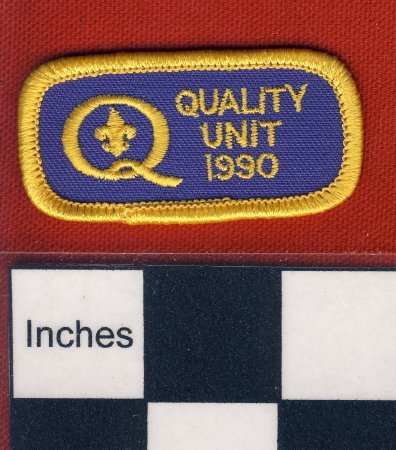 Q
QUALITY
UNIT
1990
Inches